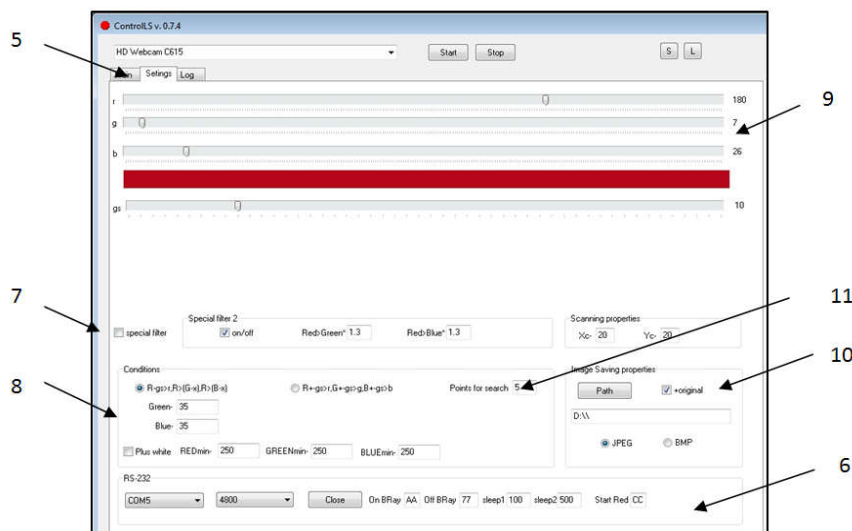 ControlLS v. 0.7.4
5
HD Webcam C615 Start Stop S L
Setings Log
r 180
9
g 7
b 26
gs 10
7
11
Special filter 2
Scanning properties
special filter on/off Red>Green* 1.3 Red>Blue* 1.3 Xc- 20 Yc- 20
10
8
Conditions
Image Saving properties
R-gs>r,R>(G-x),R>(B-x) R+-gs>r,G+-gs>g,B+-gs>b Points for search 5
Path +original
Green- 35
D:\\
Blue- 35
JPEG BMP
Plus white REDmin- 250 GREENmin- 250 BLUEmin- 250
6
RS-232
COM5 4800 Close On BRay AA Off BRay 77 sleep1 100 sleep2 500 Start Red CC